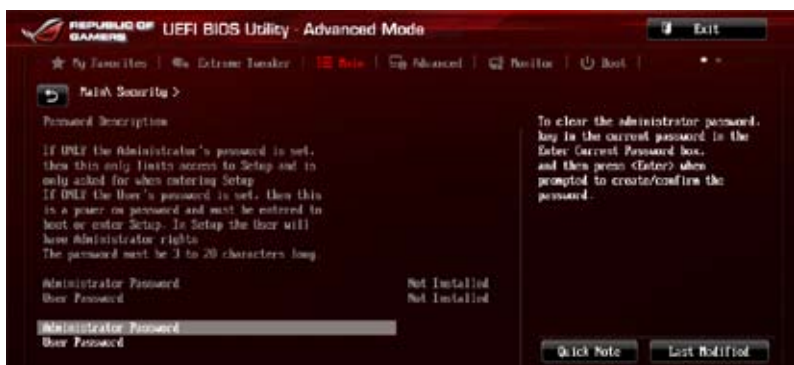 REPUBLIC OF GAMERS UEFI BIOS Utility - Advanced Mode Exit
My Favorites | Extreme Tweaker | Main | Advanced | Monitor | Boot |
Main\ Security >
Password Description
If ONLY the Administrator's password is set,
then this only limits access to Setup and is
only asked for when entering Setup
If ONLY the User's password is set, then this
is a power on password and must be entered to
boot or enter Setup. In Setup the User will
have Administrator rights
The password must be 3 to 20 characters long
Administrator Password Not Installed
User Password Not Installed
Administrator Password
User Password
To clear the administrator password,
key in the current password in the
Enter Current Password box,
and then press <Enter> when
prompted to create/confirm the
password.
Quick Note Last Modified